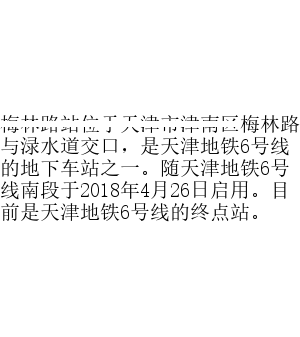 梅林路站位于天津市津南区梅林路
与渌水道交口，是天津地铁6号线
的地下车站之一。随天津地铁6号
线南段于2018年4月26日启用。目
前是天津地铁6号线的终点站。